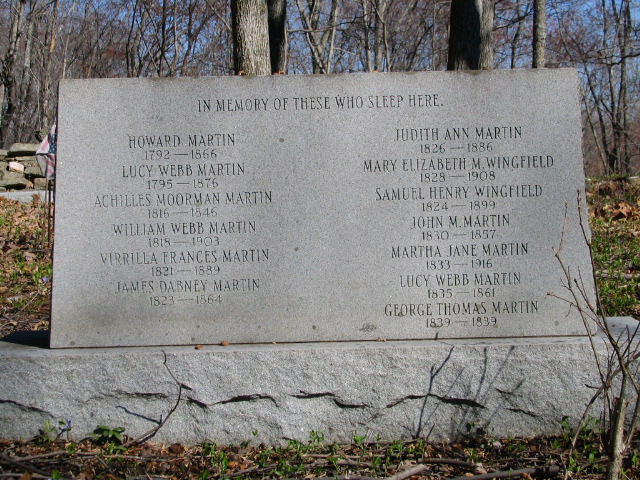 IN MEMORY OF THESE WHO SLEEP HERE.
HOWARD MARTIN
1792 — 1866
LUCY WEBB MARTIN
1795 — 1876
ACHILLES MOORMAN MARTIN
1816 — 1846
WILLIAM WEBB MARTIN
1818 — 1903
VIRRILLA FRANCES MARTIN
1821 — 1889
JAMES DABNEY MARTIN
1823 — 1864
JUDITH ANN MARTIN
1826 — 1886
MARY ELIZABETH M. WINGFIELD
1828 — 1908
SAMUEL HENRY WINGFIELD
1824 — 1899
JOHN M. MARTIN
1830 — 1857
MARTHA JANE MARTIN
1833 — 1916
LUCY WEBB MARTIN
1835 — 1861
GEORGE THOMAS MARTIN
1839 — 1839